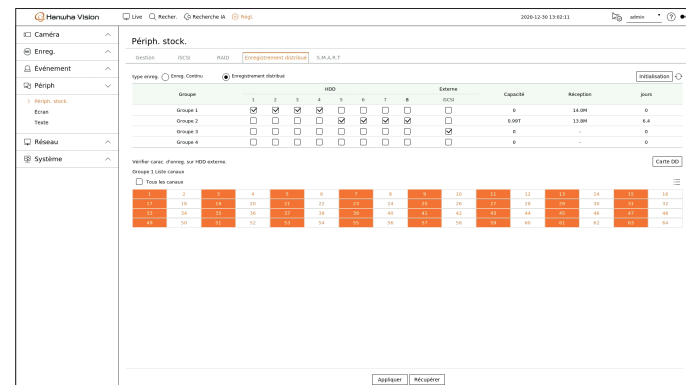 Hanwha Vision
Live Recher. Recherche IA Régl. 2020-12-30 13:02:11 admin
Caméra
Enreg.
Événement
Périph
Périph. stock.
Ecran
Texte
Réseau
Système
Périph. stock.
Gestion iSCSI RAID Enregistrement distribué S.M.A.R.T
type enreg. Enreg. Continu Enregistrement distribué Initialisation
Groupe HDD Externe Capacité Réception jours
1 2 3 4 5 6 7 8 iSCSI
Groupe 1 0 14.0M 0
Groupe 2 0.99T 13.8M 6.4
Groupe 3 0 - 0
Groupe 4 0 - 0
Vérifier carac. d'enreg. sur HDD externe. Carte DD
Groupe 1 Liste canaux
Tous les canaux
1 2 3 4 5 6 7 8 9 10 11 12 13 14 15 16
17 18 19 20 21 22 23 24 25 26 27 28 29 30 31 32
33 34 35 36 37 38 39 40 41 42 43 44 45 46 47 48
49 50 51 52 53 54 55 56 57 58 59 60 61 62 63 64
Appliquer Récupérer